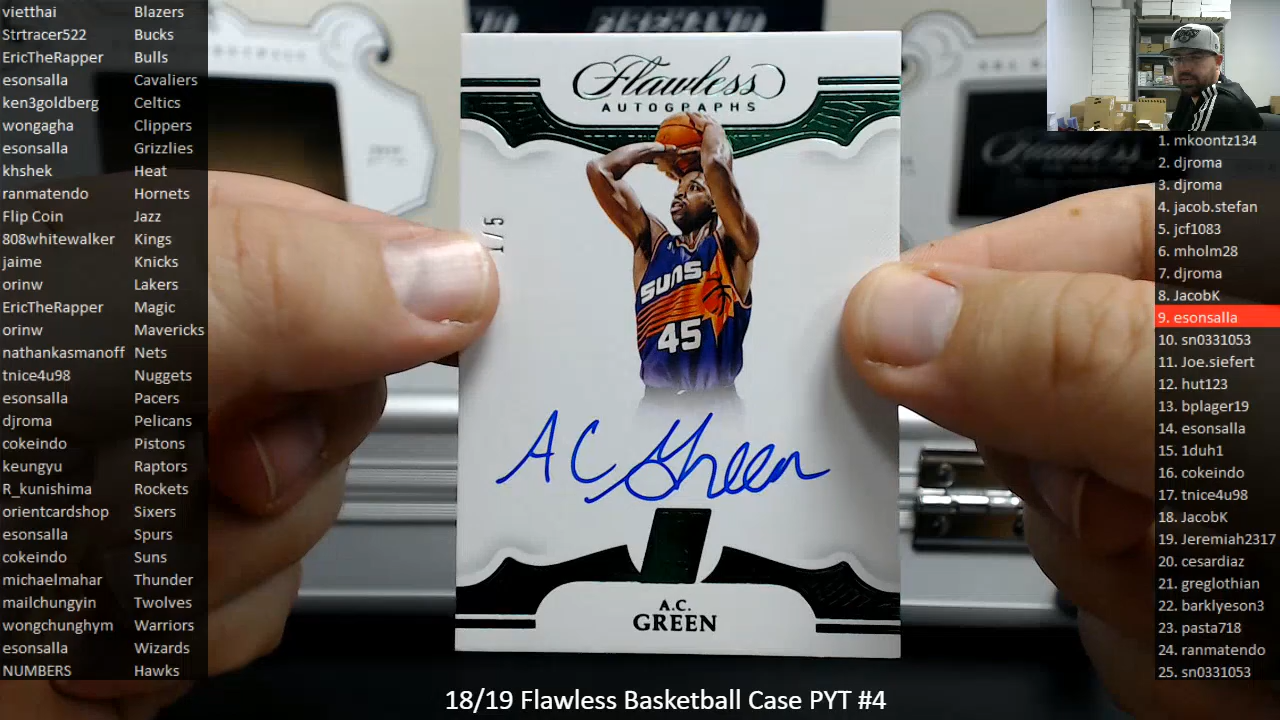 vietthai Blazers
Strtracer522 Bucks
EricTheRapper Bulls
esonsalla Cavaliers
ken3goldberg Celtics
wongagha Clippers
esonsalla Grizzlies
khshek Heat
ranmatendo Hornets
Flip Coin Jazz
808whitewalker Kings
jaime Knicks
orinw Lakers
EricTheRapper Magic
orinw Mavericks
nathankasmanoff Nets
tnice4u98 Nuggets
esonsalla Pacers
djroma Pelicans
cokeindo Pistons
keungyu Raptors
R_kunishima Rockets
orientcardshop Sixers
esonsalla Spurs
cokeindo Suns
michaelmahar Thunder
mailchungyin Twolves
wongchunghym Warriors
esonsalla Wizards
NUMBERS Hawks
Flawless
AUTOGRAPHS
1/5
SUNS
45
AC Green
A.C.
GREEN
Flawless
18/19 Flawless Basketball Case PYT #4
1. mkoontz134
2. djroma
3. djroma
4. jacob.stefan
5. jcf1083
6. mholm28
7. djroma
8. JacobK
9. esonsalla
10. sn0331053
11. Joe.siefert
12. hut123
13. bplager19
14. esonsalla
15. 1duh1
16. cokeindo
17. tnice4u98
18. JacobK
19. Jeremiah2317
20. cesardiaz
21. greglothian
22. barklyeson3
23. pasta718
24. ranmatendo
25. sn0331053